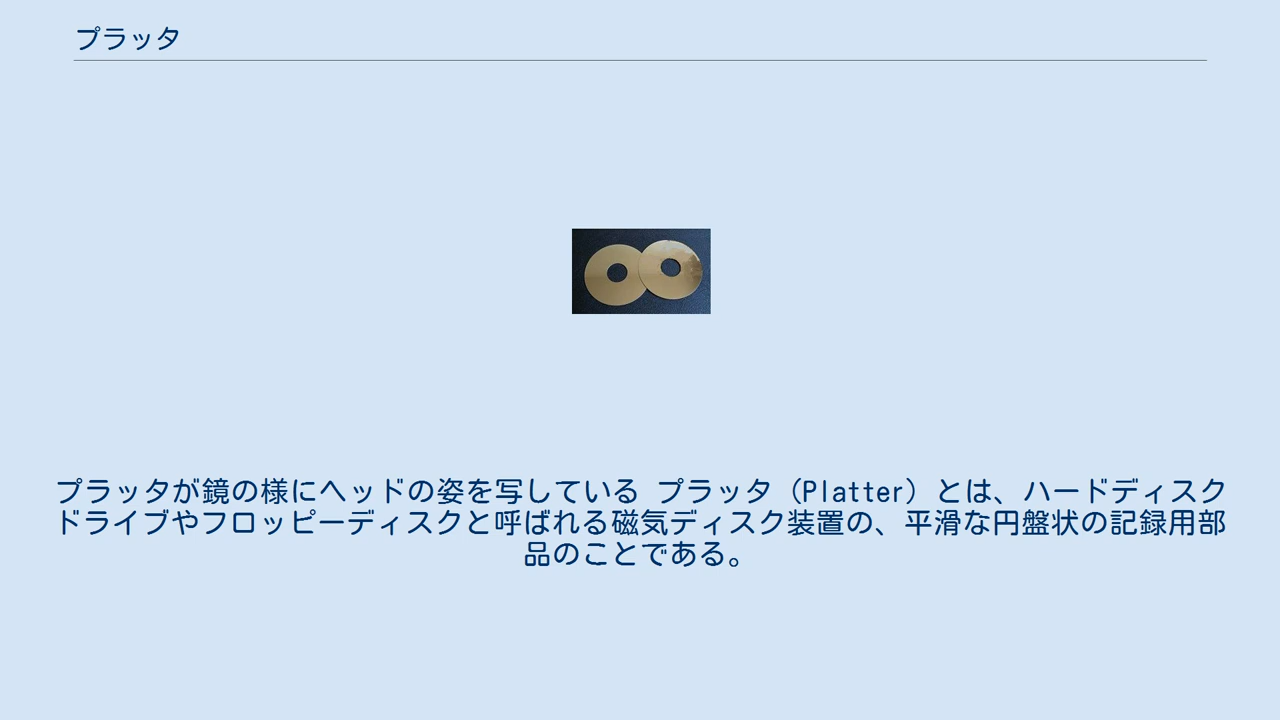 プラッタ
プラッタが鏡の様にヘッドの姿を写している プラッタ（Platter）とは、ハードディスク
ドライブやフロッピーディスクと呼ばれる磁気ディスク装置の、平滑な円盤状の記録用部
品のことである。